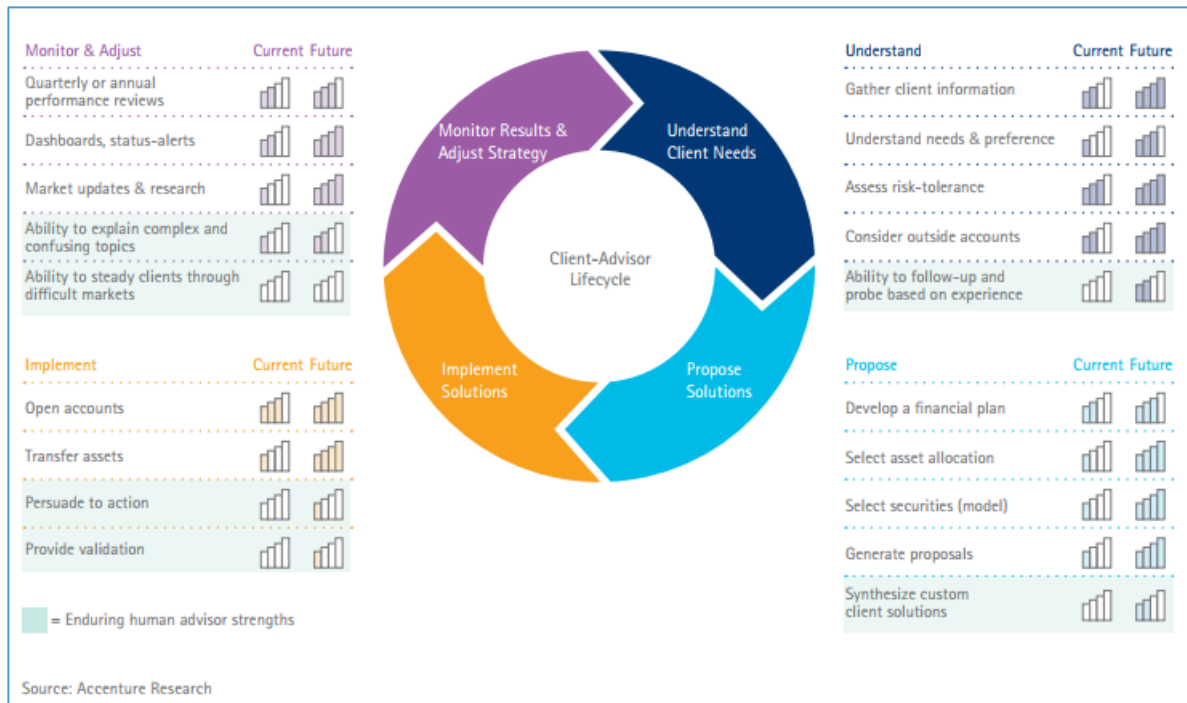 Monitor & Adjust Current Future
Quarterly or annual
performance reviews
Dashboards, status-alerts
Market updates & research
Ability to explain complex and
confusing topics
Ability to steady clients through
difficult markets
Implement Current Future
Open accounts
Transfer assets
Persuade to action
Provide validation
= Enduring human advisor strengths
Source: Accenture Research
Monitor Results &
Adjust Strategy
Understand
Client Needs
Client-Advisor
Lifecycle
Implement
Solutions
Propose
Solutions
Understand Current Future
Gather client information
Understand needs & preference
Assess risk-tolerance
Consider outside accounts
Ability to follow-up and
probe based on experience
Propose Current Future
Develop a financial plan
Select asset allocation
Select securities (model)
Generate proposals
Synthesize custom
client solutions